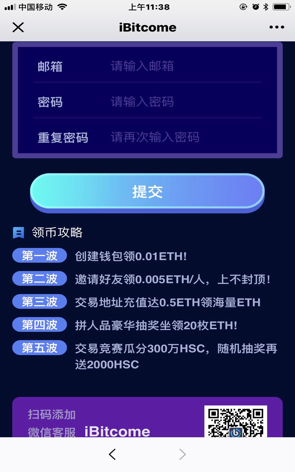 中国移动
上午11:38
iBitcome
邮箱 请输入邮箱
密码 请输入密码
重复密码 请再次输入密码
提交
领币攻略
第一波 创建钱包领0.01ETH!
第二波 邀请好友领0.005ETH/人，上不封顶!
第三波 交易地址充值达0.5ETH领海量ETH
第四波 拼人品豪华抽奖坐领20枚ETH!
第五波 交易竞赛瓜分300万HSC，随机抽奖再
送2000HSC
扫码添加
微信客服 iBitcome